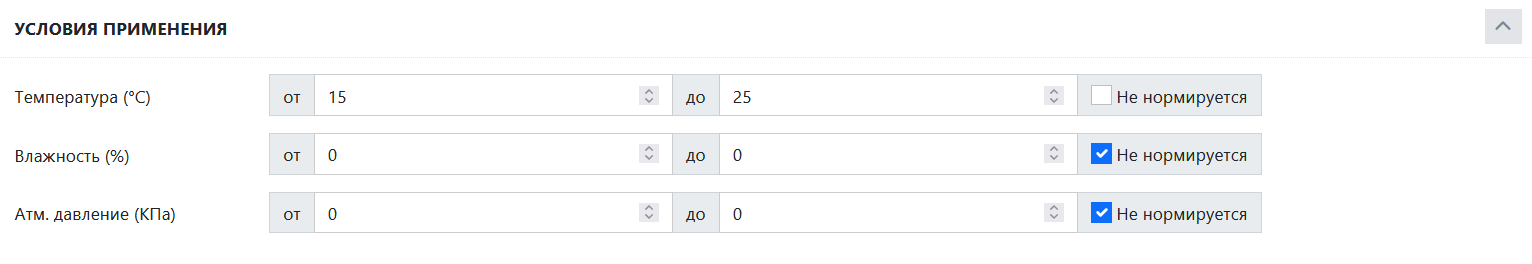 УСЛОВИЯ ПРИМЕНЕНИЯ
Температура (°C) от 15 до 25 Не нормируется
Влажность (%) от 0 до 0 Не нормируется
Атм. давление (КПа) от 0 до 0 Не нормируется